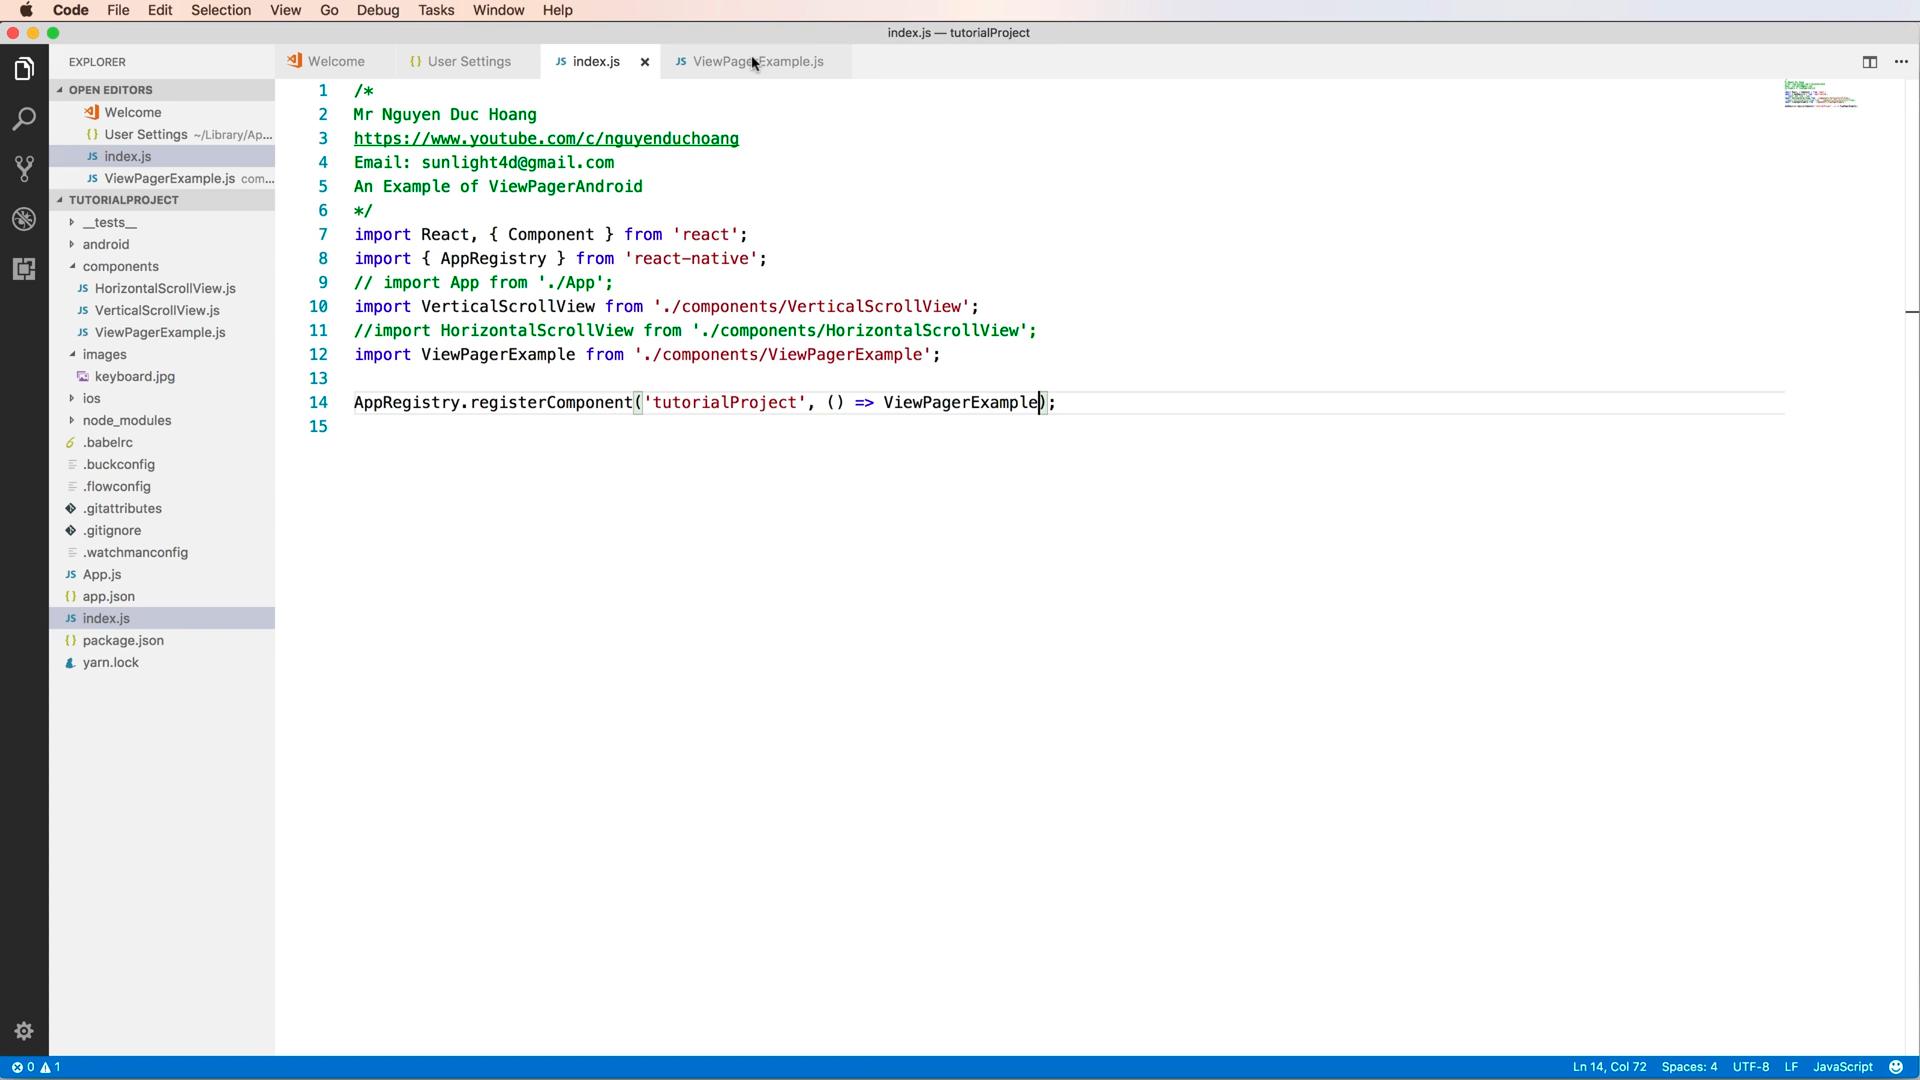 Code File Edit Selection View Go Debug Tasks Window Help
index.js — tutorialProject
EXPLORER
OPEN EDITORS
Welcome
User Settings ~/Library/Ap...
index.js
ViewPagerExample.js com...
TUTORIALPROJECT
__tests__
android
components
HorizontalScrollView.js
VerticalScrollView.js
ViewPagerExample.js
images
keyboard.jpg
ios
node_modules
.babelrc
.buckconfig
.flowconfig
.gitattributes
.gitignore
.watchmanconfig
App.js
app.json
index.js
package.json
yarn.lock
Welcome User Settings index.js ViewPagerExample.js
1 /*
2 Mr Nguyen Duc Hoang
3 https://www.youtube.com/c/nguyenduchoang
4 Email: sunlight4d@gmail.com
5 An Example of ViewPagerAndroid
6 */
7 import React, { Component } from 'react';
8 import { AppRegistry } from 'react-native';
9 // import App from './App';
10 import VerticalScrollView from './components/VerticalScrollView';
11 //import HorizontalScrollView from './components/HorizontalScrollView';
12 import ViewPagerExample from './components/ViewPagerExample';
13
14 AppRegistry.registerComponent('tutorialProject', () => ViewPagerExample);
15
0 1 Ln 14, Col 72 Spaces: 4 UTF-8 LF JavaScript